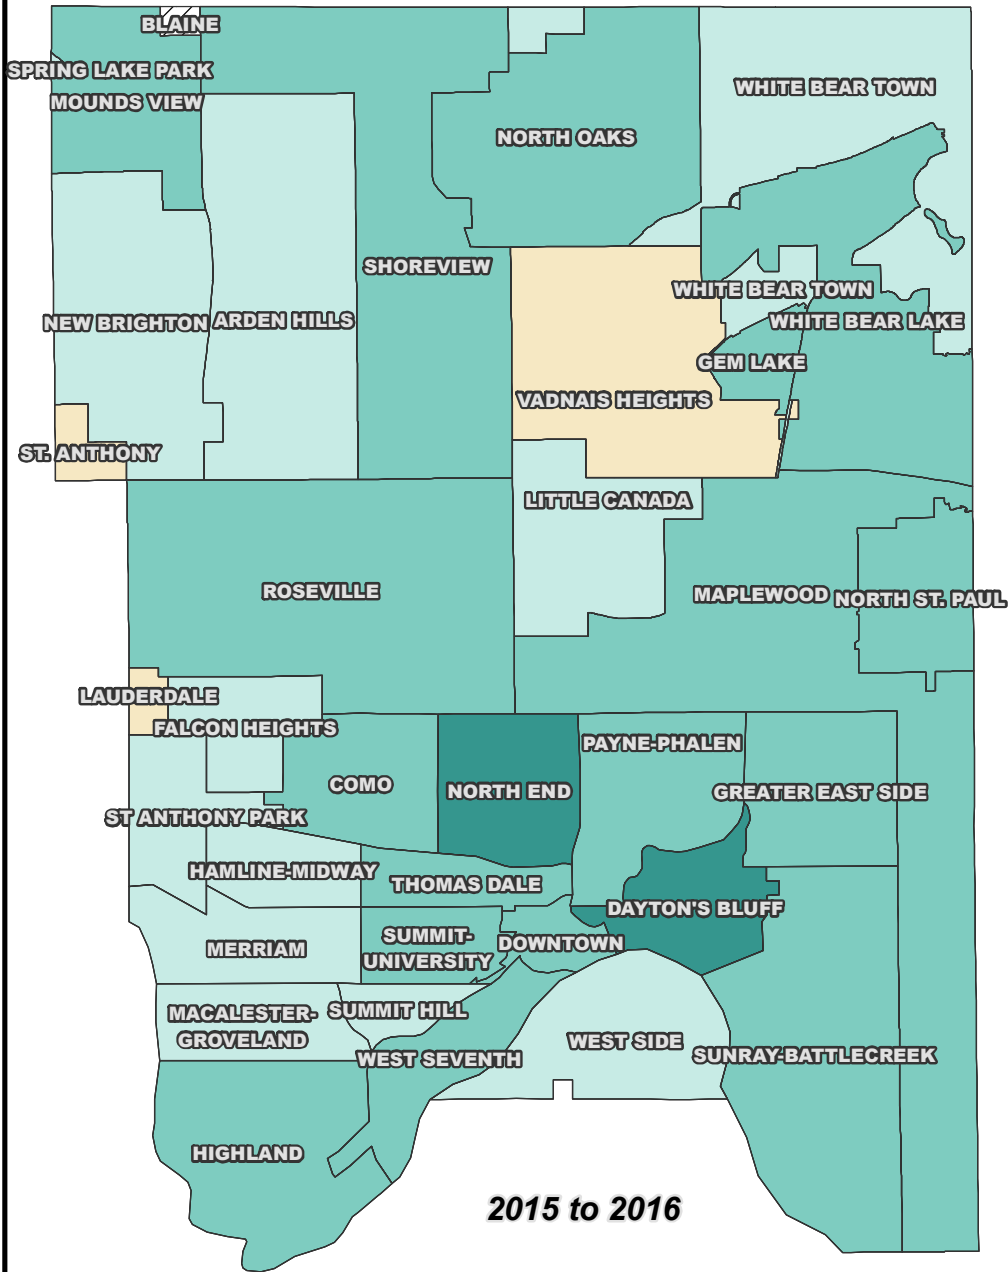 BLAINE
SPRING LAKE PARK
WHITE BEAR TOWN
MOUNDS VIEW
NORTH OAKS
SHOREVIEW
WHITE BEAR TOWN
NEW BRIGHTON
ARDEN HILLS
WHITE BEAR LAKE
GEM LAKE
VADNAIS HEIGHTS
ST. ANTHONY
LITTLE CANADA
ROSEVILLE
MAPLEWOOD
NORTH ST. PAUL
LAUDERDALE
FALCON HEIGHTS
PAYNE-PHALEN
COMO
NORTH END
GREATER EAST SIDE
ST ANTHONY PARK
HAMLINE-MIDWAY
THOMAS DALE
DAYTON'S BLUFF
MERRIAM
SUMMIT-
UNIVERSITY
DOWNTOWN
MACALESTER-
GROVELAND
SUMMIT HILL
WEST SIDE
WEST SEVENTH
SUNRAY-BATTLECREEK
HIGHLAND
2015 to 2016